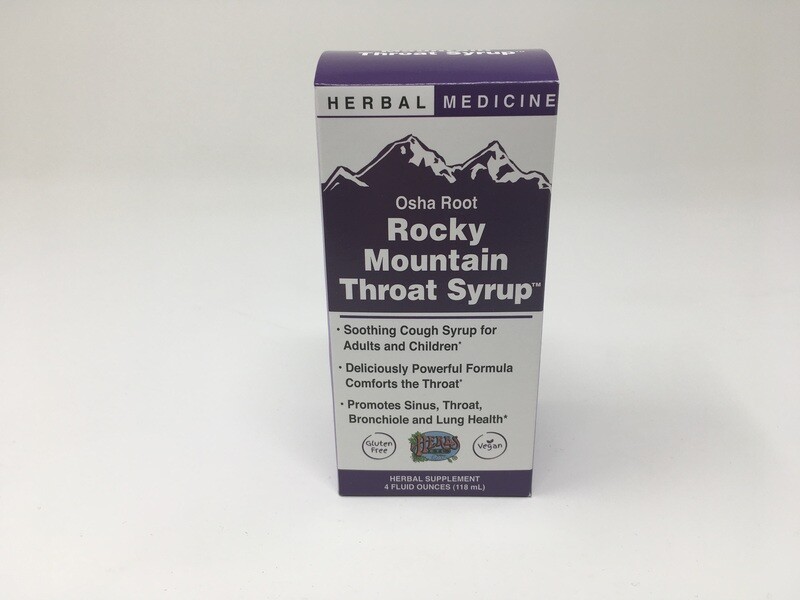 Throat Syrup™
HERBAL MEDICINE
Osha Root
Rocky
Mountain
Throat Syrup™
• Soothing Cough Syrup for
Adults and Children*
• Deliciously Powerful Formula
Comforts the Throat*
• Promotes Sinus, Throat,
Bronchiole and Lung Health*
Gluten
Free
HERBS
Vegan
HERBAL SUPPLEMENT
4 FLUID OUNCES (118 mL)